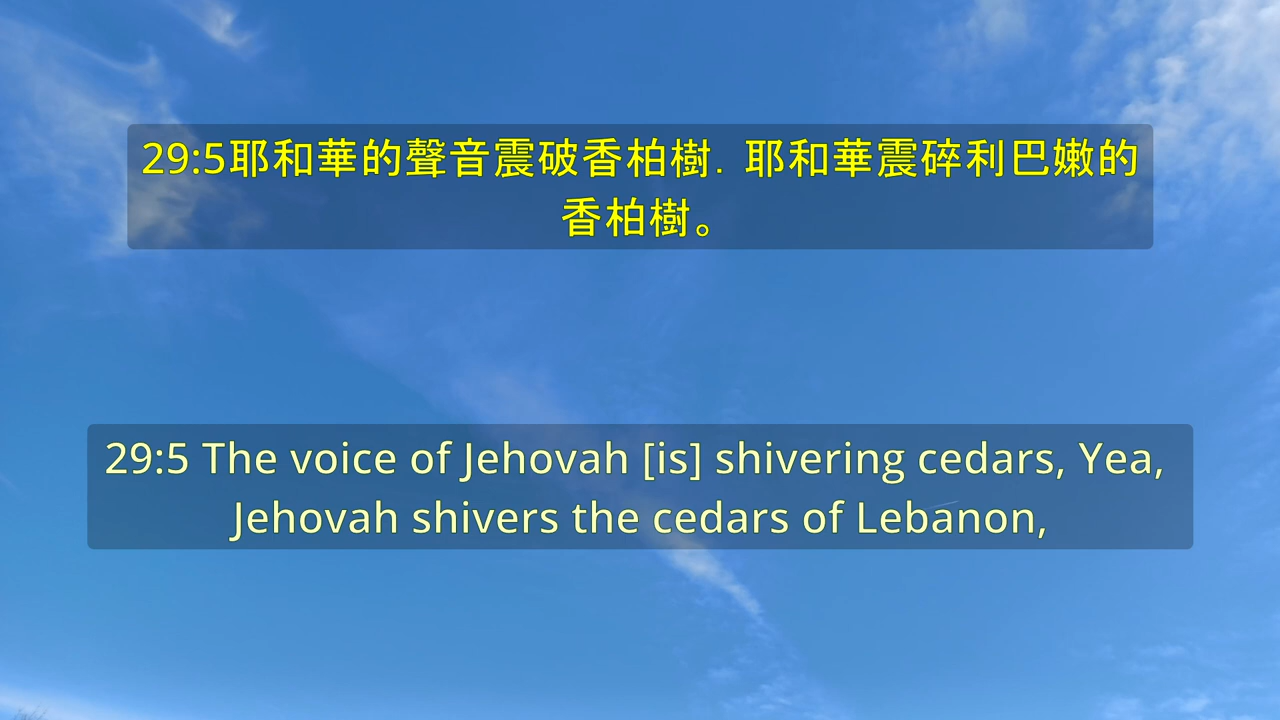 29:5耶和華的聲音震破香柏樹．耶和華震碎利巴嫩的
香柏樹。
29:5 The voice of Jehovah [is] shivering cedars, Yea,
Jehovah shivers the cedars of Lebanon,